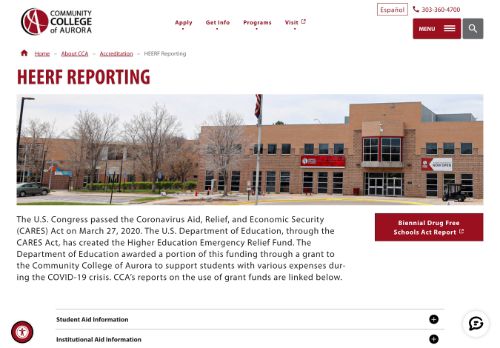 COMMUNITY
COLLEGE
of AURORA
Español
303-360-4700
Apply
Get Info
Programs
Visit
MENU
Home – About CCA – Accreditation – HEERF Reporting
HEERF REPORTING
The U.S. Congress passed the Coronavirus Aid, Relief, and Economic Security
(CARES) Act on March 27, 2020. The U.S. Department of Education, through the
CARES Act, has created the Higher Education Emergency Relief Fund. The
Department of Education awarded a portion of this funding through a grant to
the Community College of Aurora to support students with various expenses dur-
ing the COVID-19 crisis. CCA's reports on the use of grant funds are linked below.
Biennial Drug Free
Schools Act Report
Student Aid Information
Institutional Aid Information